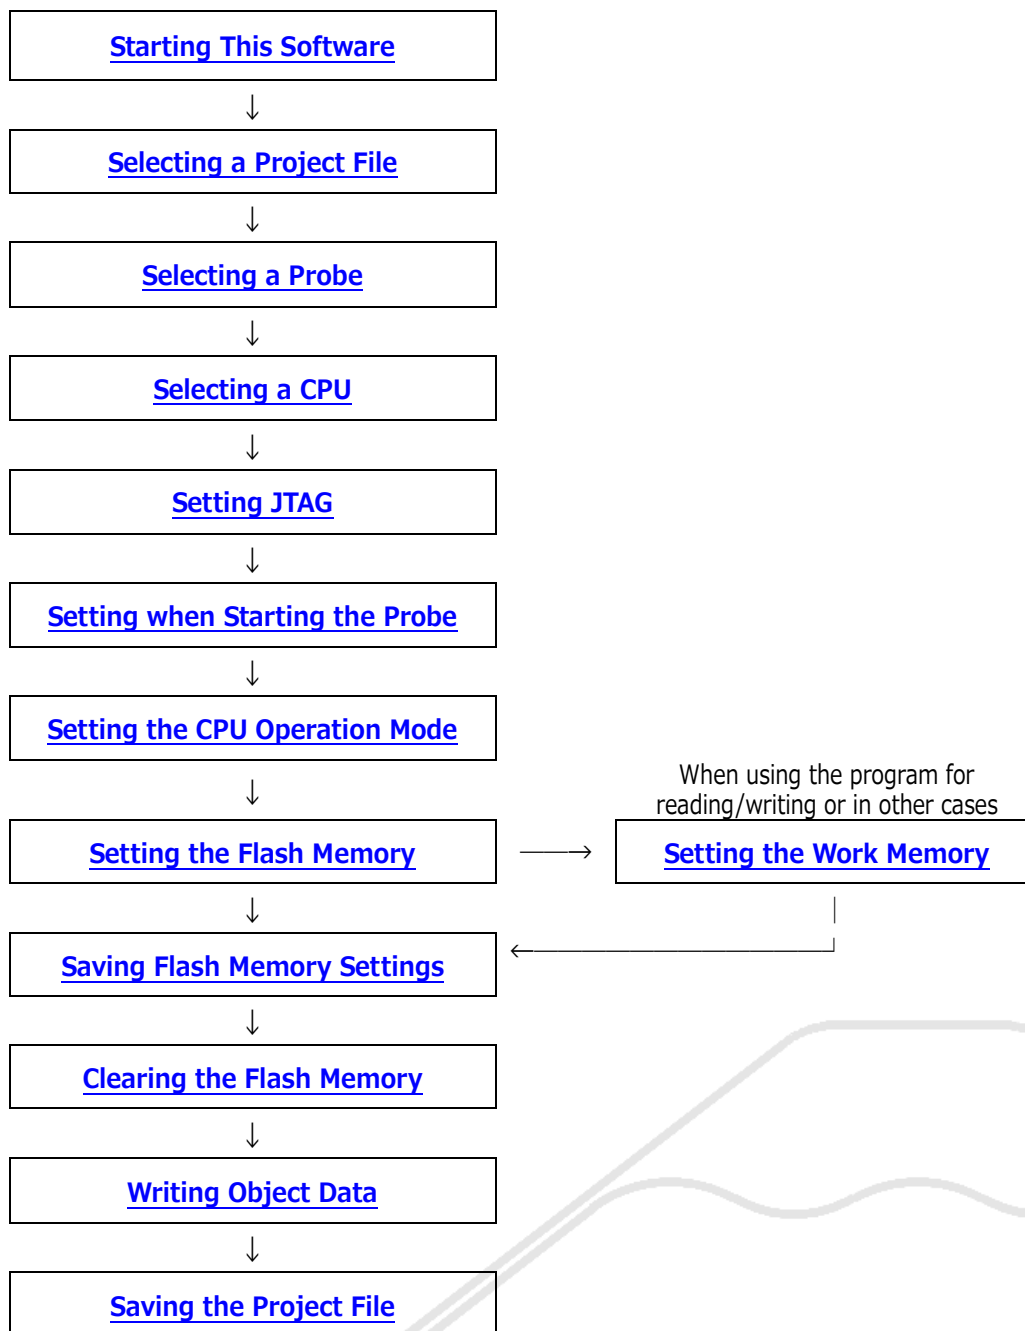 Starting This Software
↓
Selecting a Project File
↓
Selecting a Probe
↓
Selecting a CPU
↓
Setting JTAG
↓
Setting when Starting the Probe
↓
Setting the CPU Operation Mode
↓
When using the program for
reading/writing or in other cases
Setting the Flash Memory → Setting the Work Memory
↓
Saving Flash Memory Settings ←
↓
Clearing the Flash Memory
↓
Writing Object Data
↓
Saving the Project File